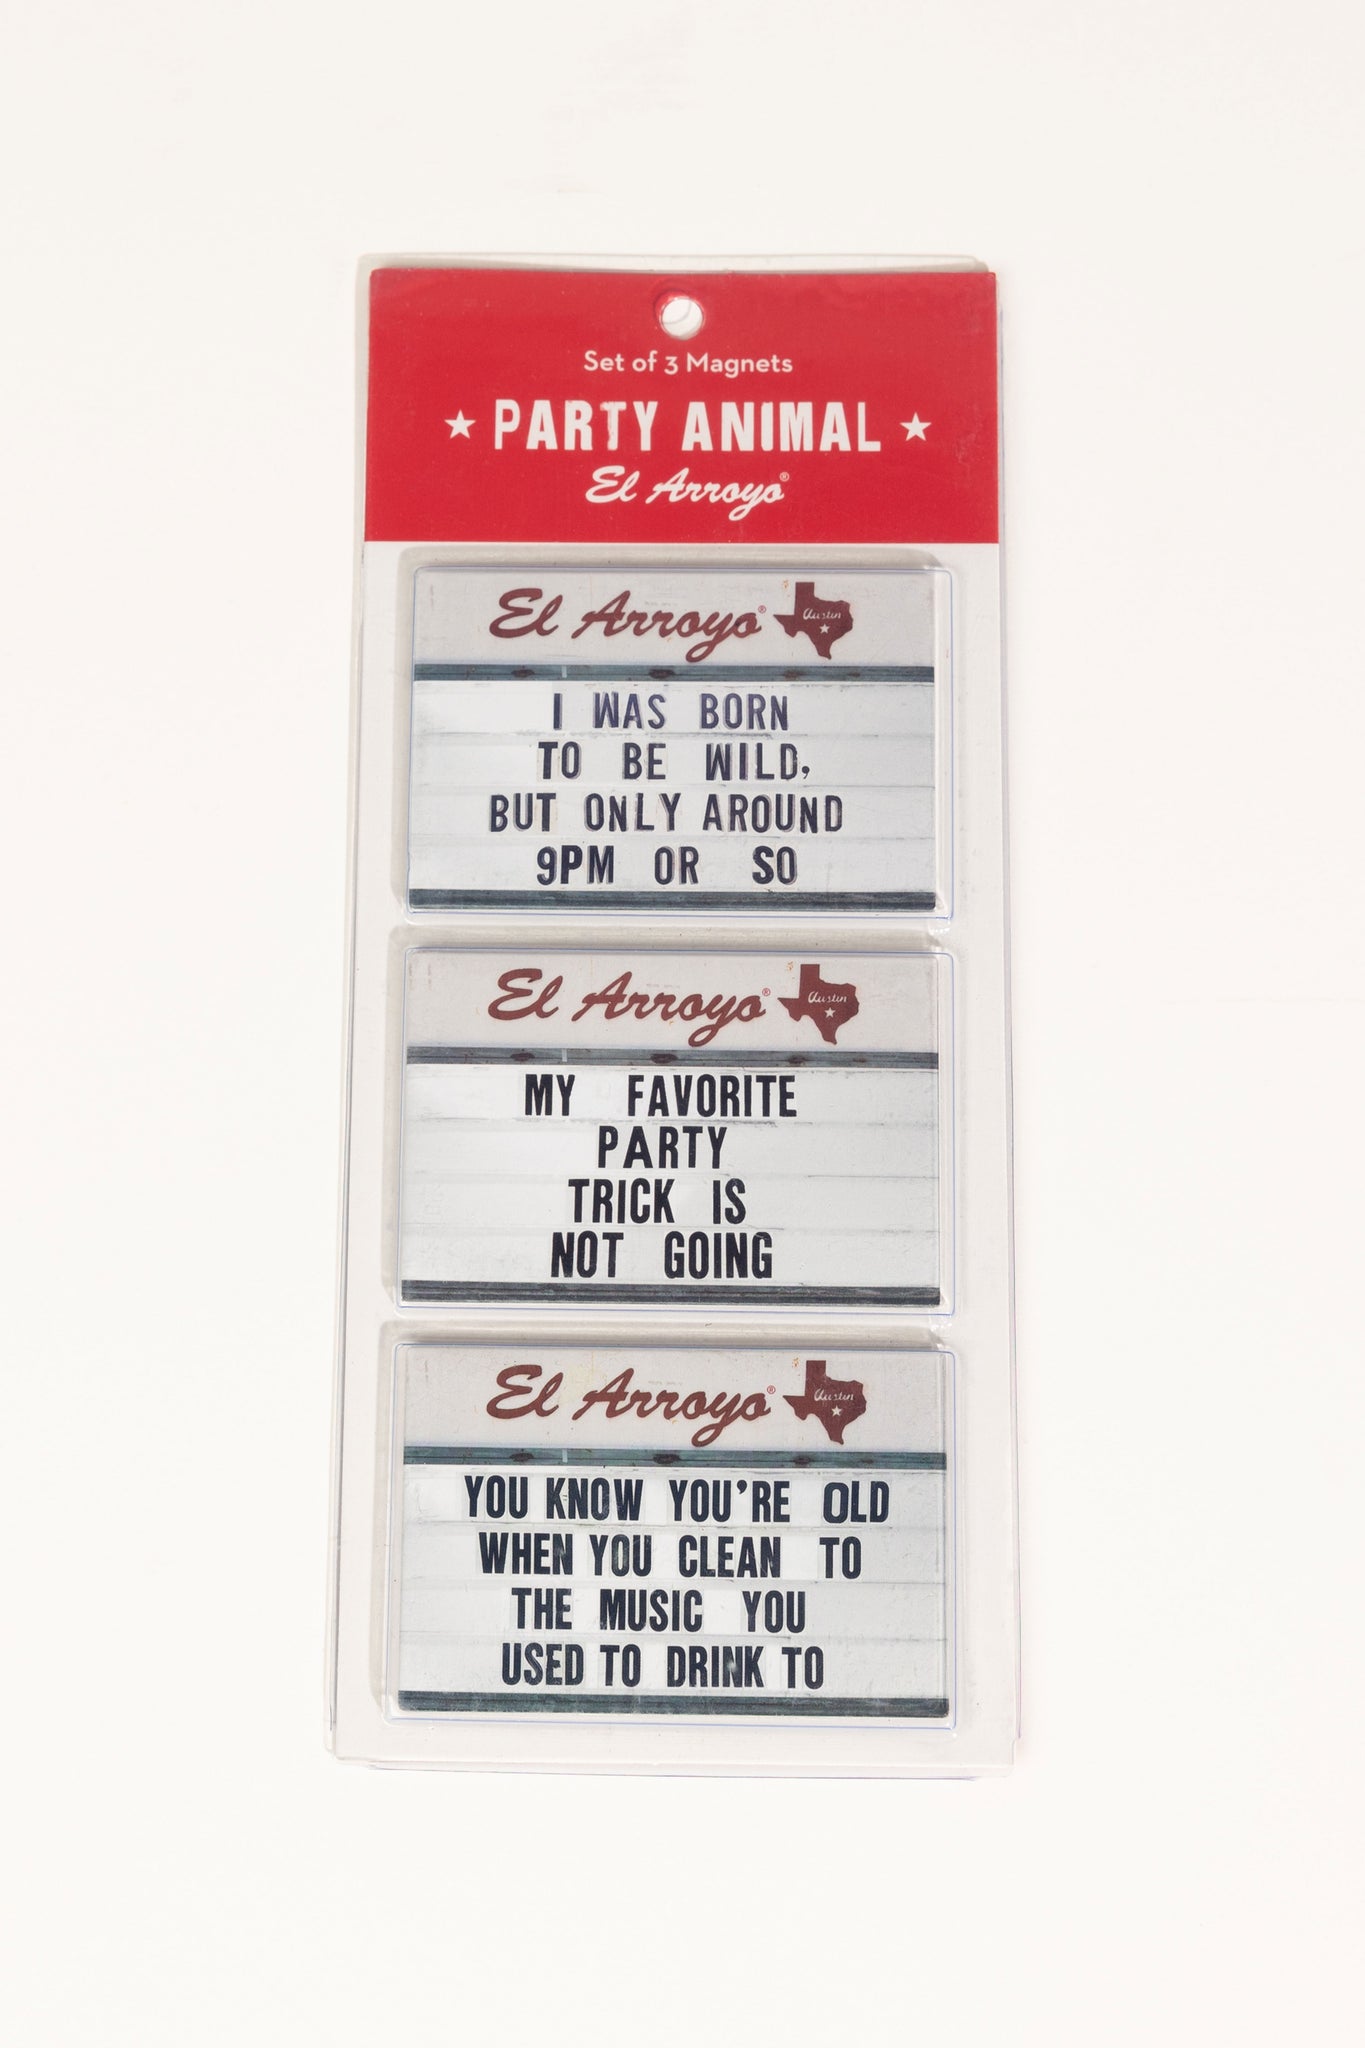 Set of 3 Magnets
★ PARTY ANIMAL ★
El Arroyo®
El Arroyo® Austin
I WAS BORN
TO BE WILD,
BUT ONLY AROUND
9PM OR SO
El Arroyo® Austin
MY FAVORITE
PARTY
TRICK IS
NOT GOING
El Arroyo® Austin
YOU KNOW YOU'RE OLD
WHEN YOU CLEAN TO
THE MUSIC YOU
USED TO DRINK TO